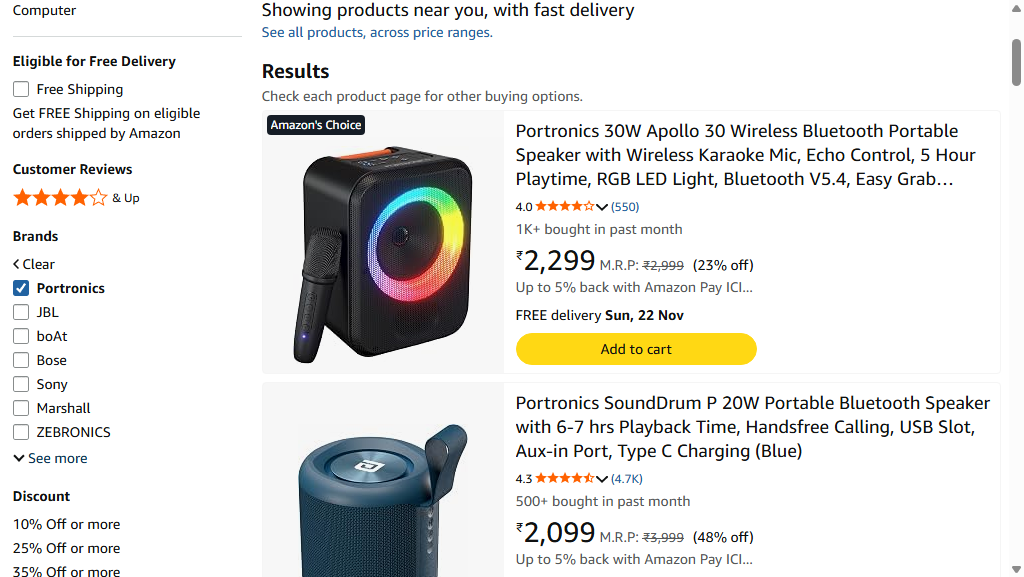 Computer
Eligible for Free Delivery
Free Shipping
Get FREE Shipping on eligible
orders shipped by Amazon
Customer Reviews
& Up
Brands
Clear
Portronics
JBL
boAt
Bose
Sony
Marshall
ZEBRONICS
See more
Discount
10% Off or more
25% Off or more
35% Off or more
Showing products near you, with fast delivery
See all products, across price ranges.
Results
Check each product page for other buying options.
Amazon's Choice
Portronics 30W Apollo 30 Wireless Bluetooth Portable
Speaker with Wireless Karaoke Mic, Echo Control, 5 Hour
Playtime, RGB LED Light, Bluetooth V5.4, Easy Grab…
4.0 (550)
1K+ bought in past month
₹2,299 M.R.P: ₹2,999 (23% off)
Up to 5% back with Amazon Pay ICI…
FREE delivery Sun, 22 Nov
Add to cart
Portronics SoundDrum P 20W Portable Bluetooth Speaker
with 6-7 hrs Playback Time, Handsfree Calling, USB Slot,
Aux-in Port, Type C Charging (Blue)
4.3 (4.7K)
500+ bought in past month
₹2,099 M.R.P: ₹3,999 (48% off)
Up to 5% back with Amazon Pay ICI…